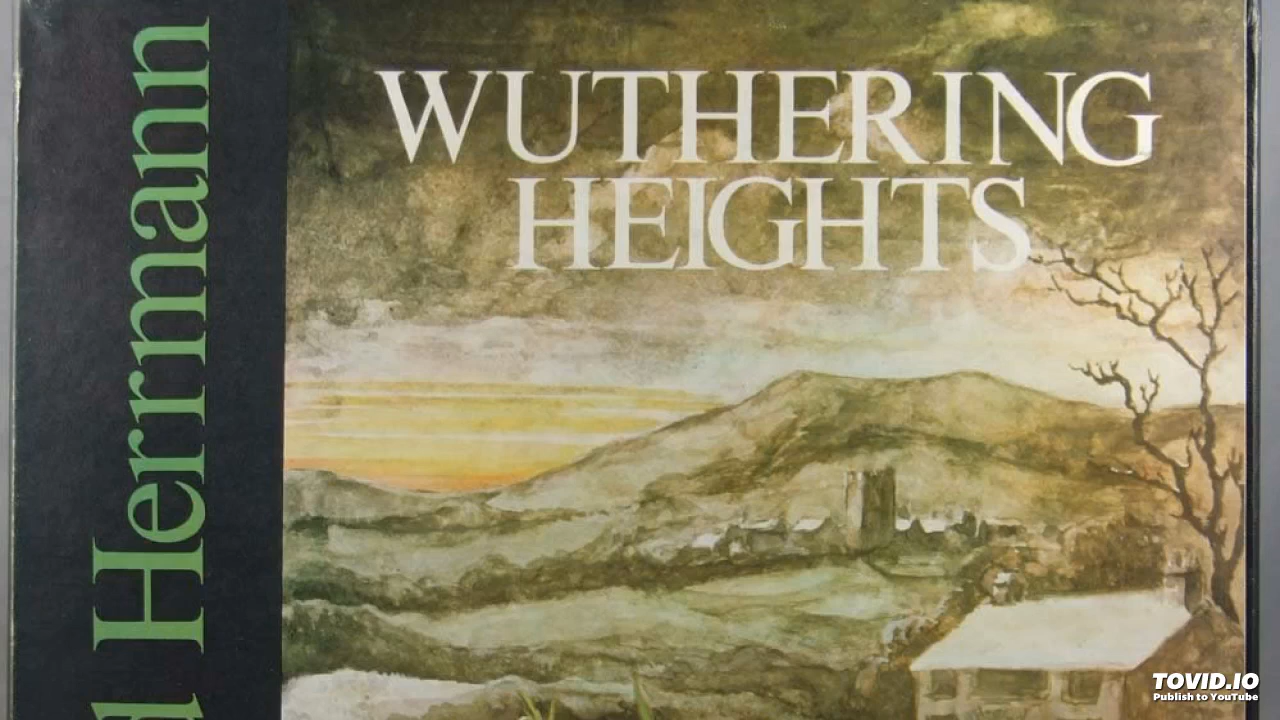 d Herrmann
WUTHERING
HEIGHTS
TOVID.IO
Publish to YouTube